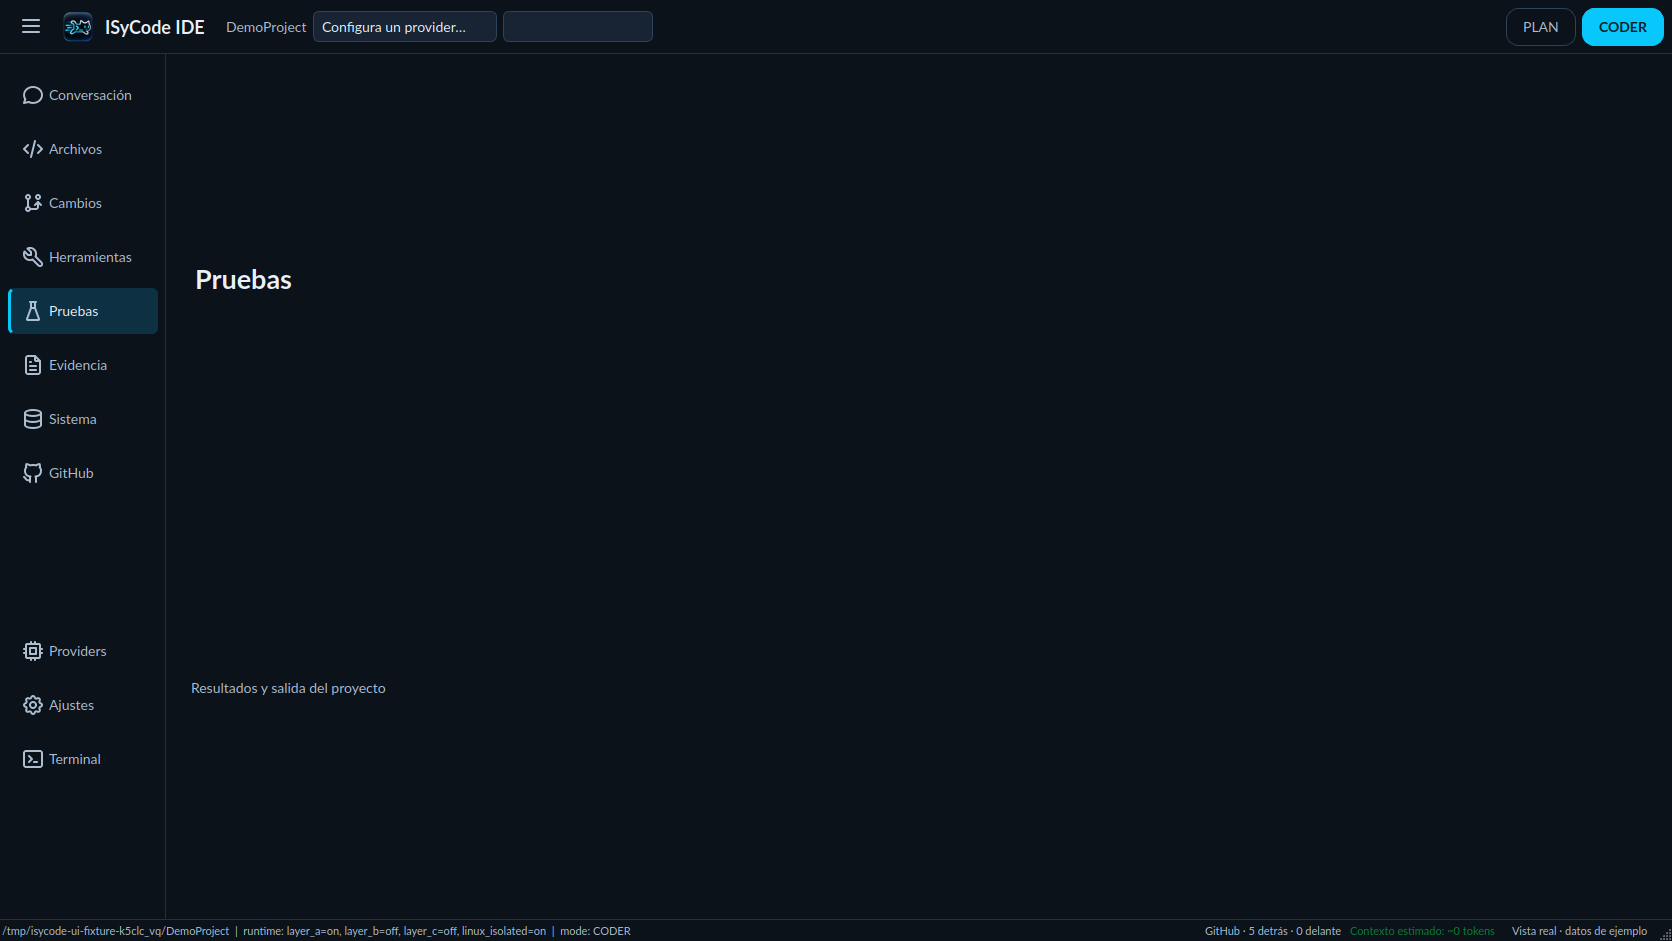 ISyCode IDE DemoProject Configura un provider... PLAN CODER
Conversación
Archivos
Cambios
Herramientas
Pruebas
Evidencia
Sistema
GitHub
Providers
Ajustes
Terminal
Pruebas
Resultados y salida del proyecto
/tmp/isycode-ui-fixture-k5clc_vq/DemoProject | runtime: layer_a=on, layer_b=off, layer_c=off, linux_isolated=on | mode: CODER GitHub · 5 detrás · 0 delante Contexto estimado: ~0 tokens Vista real · datos de ejemplo